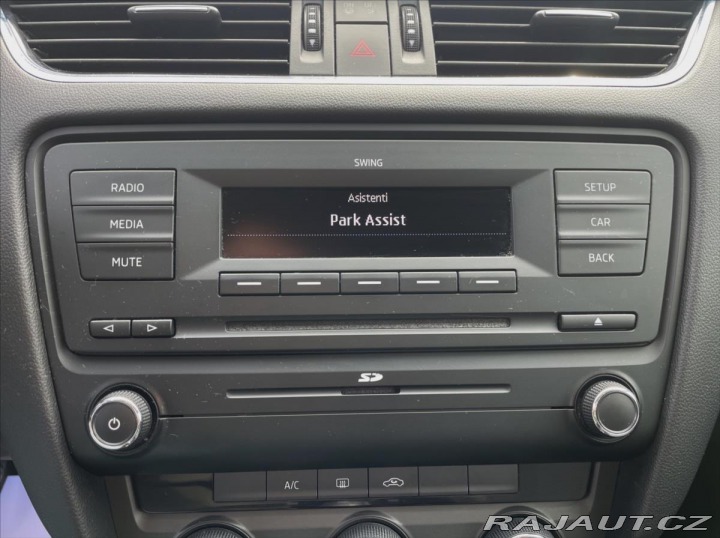 SWING
RADIO
MEDIA
MUTE
Asistenti
Park Assist
SETUP
CAR
BACK
SD
A/C
RAJAUT.CZ